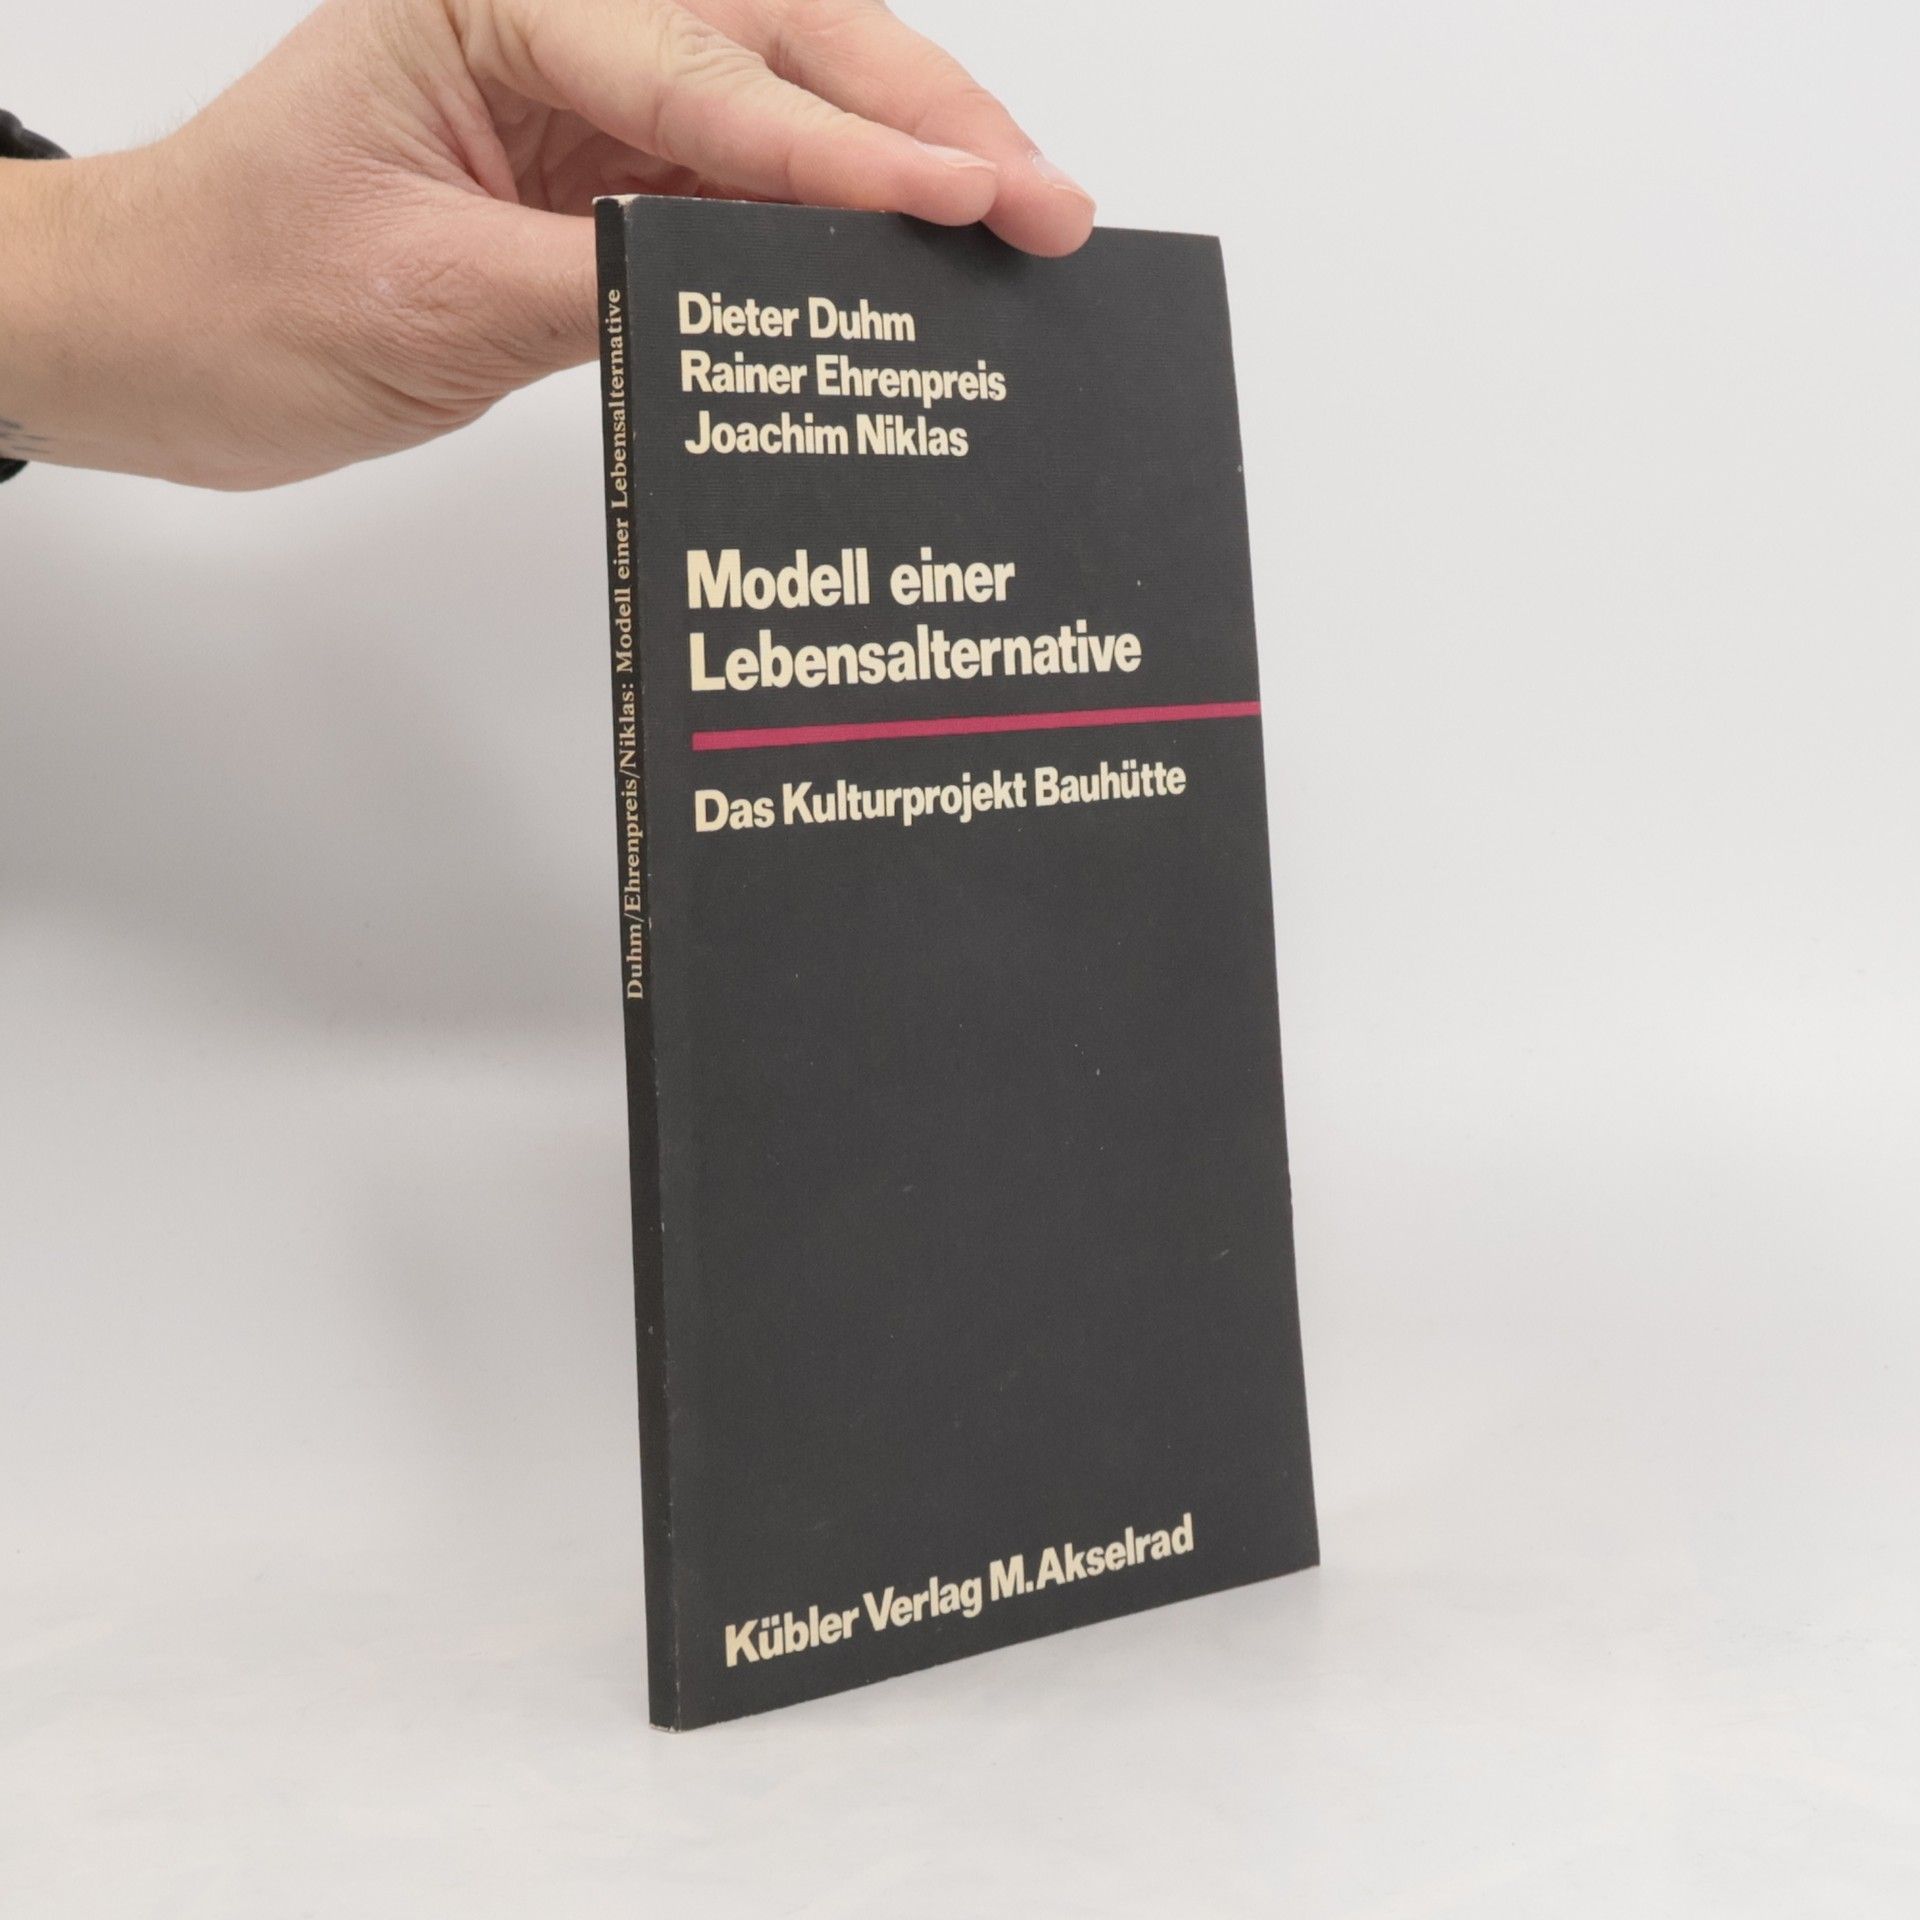 Duhm/Ehrenpreis/Niklas: Modell einer Lebensalternative
Dieter Duhm
Rainer Ehrenpreis
Joachim Niklas
Modell einer
Lebensalternative
Das Kulturprojekt Bauhütte
Kübler Verlag M. Akselrad